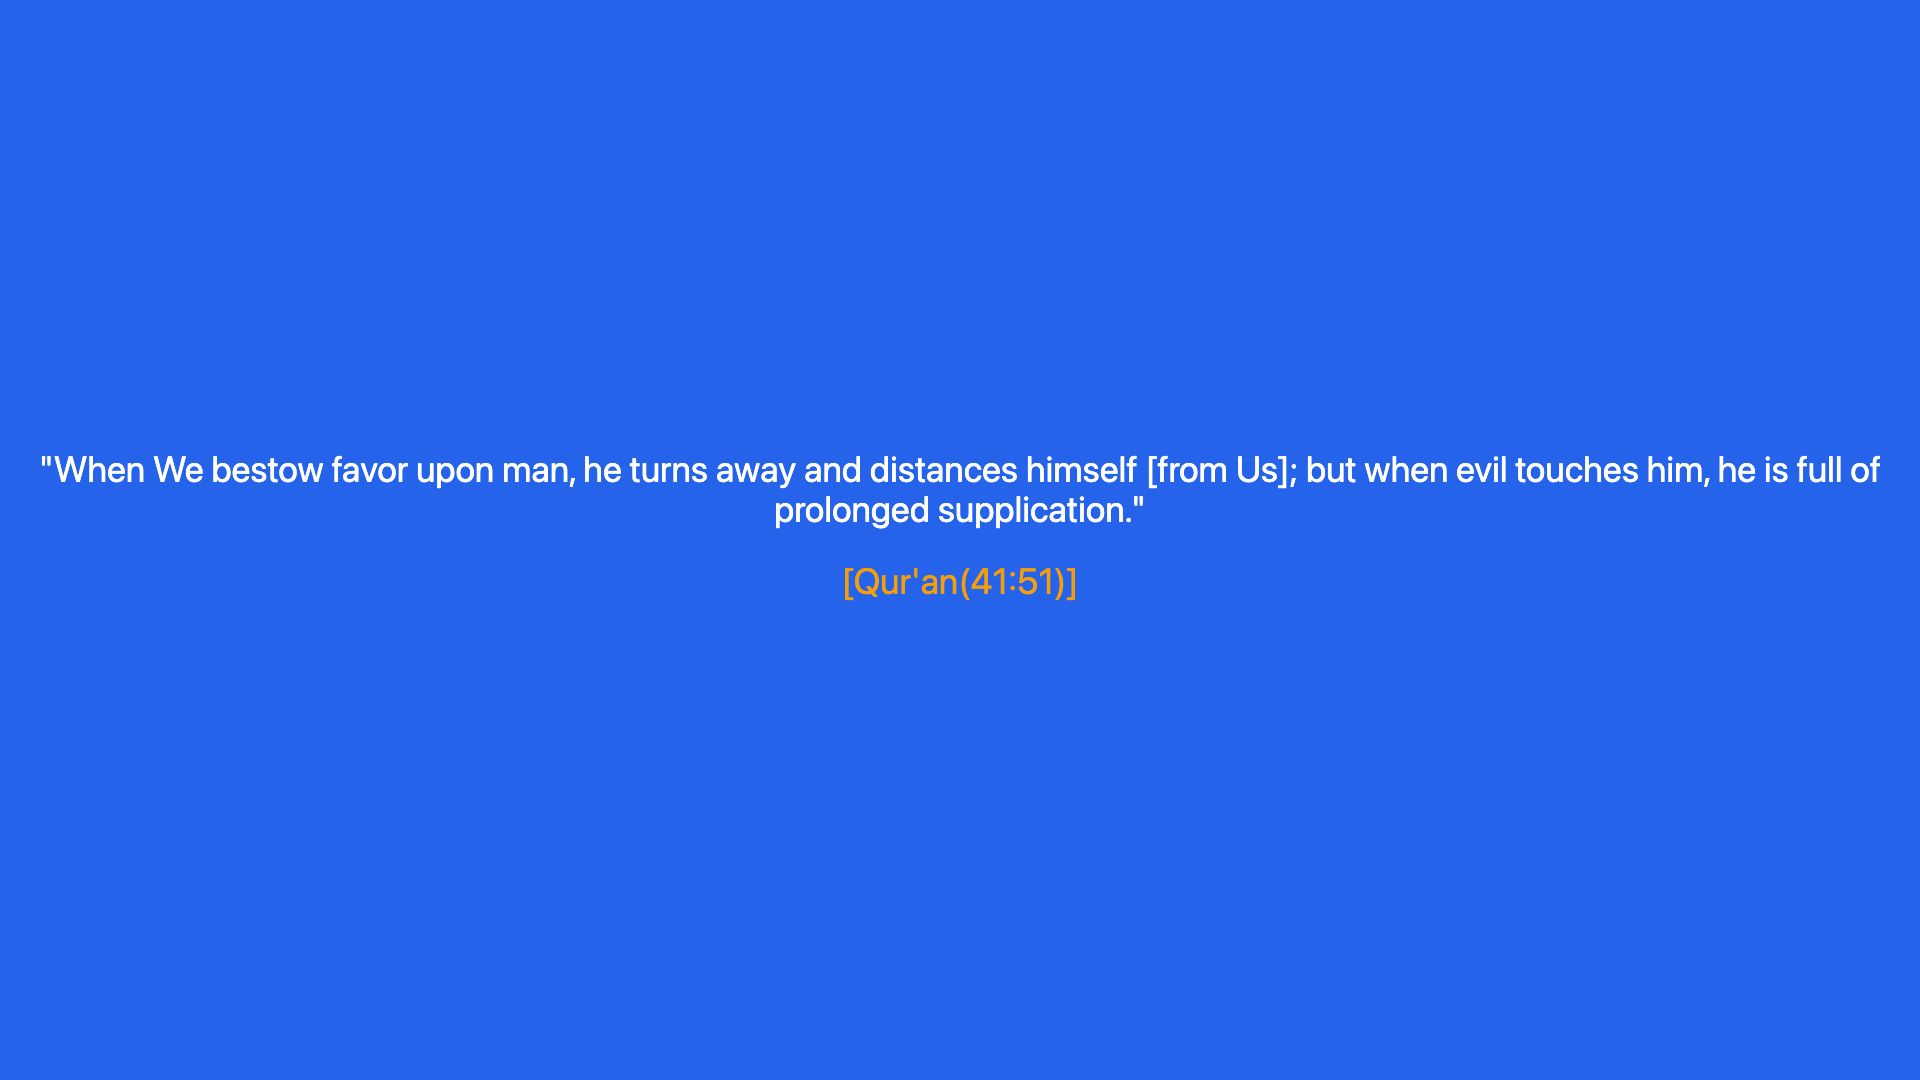 "When We bestow favor upon man, he turns away and distances himself [from Us]; but when evil touches him, he is full of
prolonged supplication."
[Qur'an(41:51)]